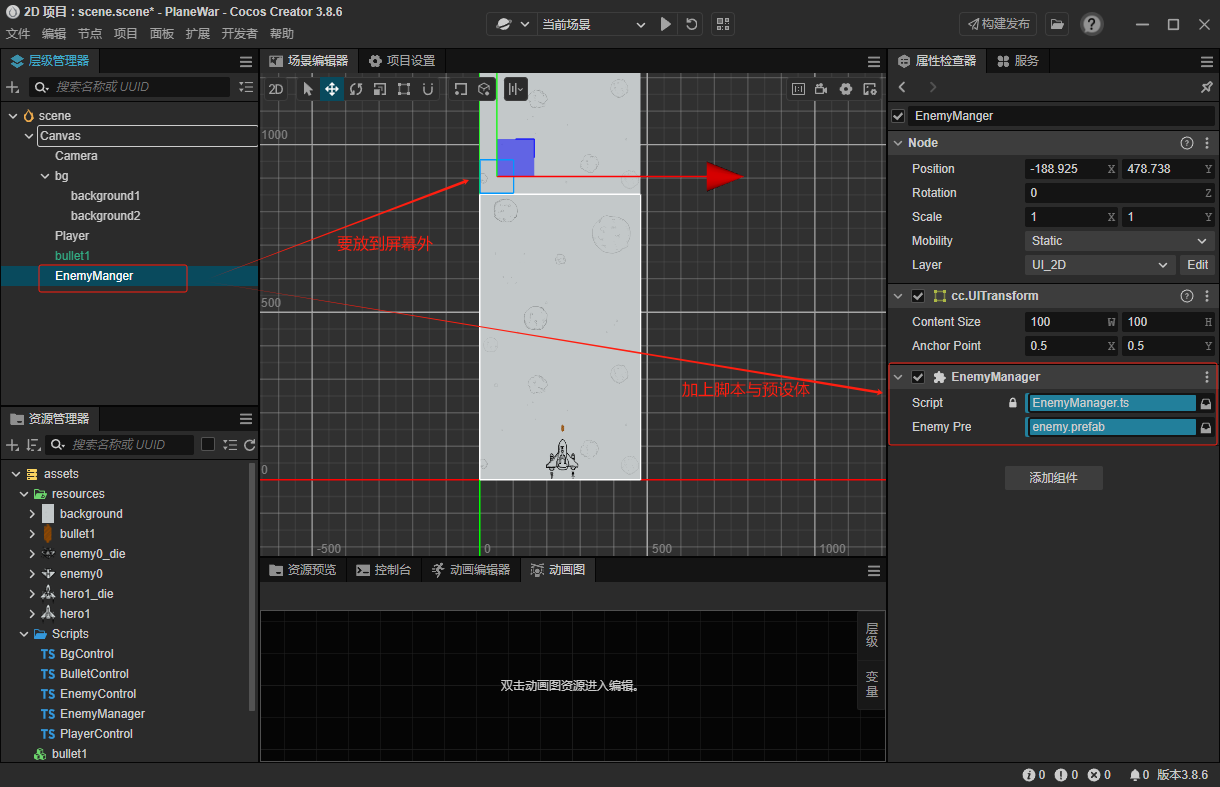 2D 项目 : scene.scene* - PlaneWar - Cocos Creator 3.8.6
文件 编辑 节点 项目 面板 扩展 开发者 帮助
当前场景
构建发布
层级管理器
搜索名称或 UUID
scene
Canvas
Camera
bg
background1
background2
Player
bullet1
EnemyManger
资源管理器
搜索名称或 UUID
assets
resources
background
bullet1
enemy0_die
enemy0
hero1_die
hero1
Scripts
TS BgControl
TS BulletControl
TS EnemyControl
TS EnemyManager
TS PlayerControl
bullet1
场景编辑器 项目设置
2D
1000
500
0
-500 0 500 1000
要放到屏幕外
加上脚本与预设体
资源预览 控制台 动画编辑器 动画图
层级
变量
双击动画图资源进入编辑。
属性检查器 服务
EnemyManger
Node
Position -188.925 X 478.738 Y
Rotation 0 Z
Scale 1 X 1 Y
Mobility Static
Layer UI_2D Edit
cc.UITransform
Content Size 100 W 100 H
Anchor Point 0.5 X 0.5 Y
EnemyManager
Script EnemyManager.ts
Enemy Pre enemy.prefab
添加组件
0 0 0 0 版本3.8.6